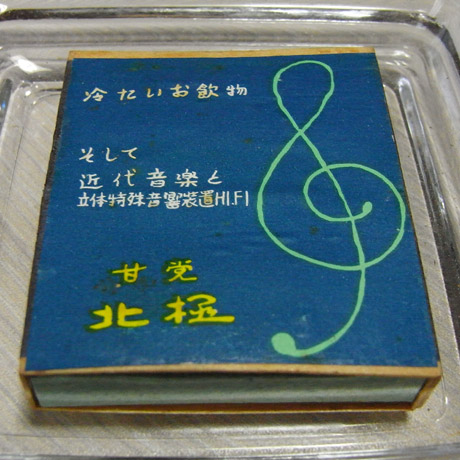 冷たいお飲物
そして
近代音楽と
立体特殊音響装置HI.FI
甘党
北極